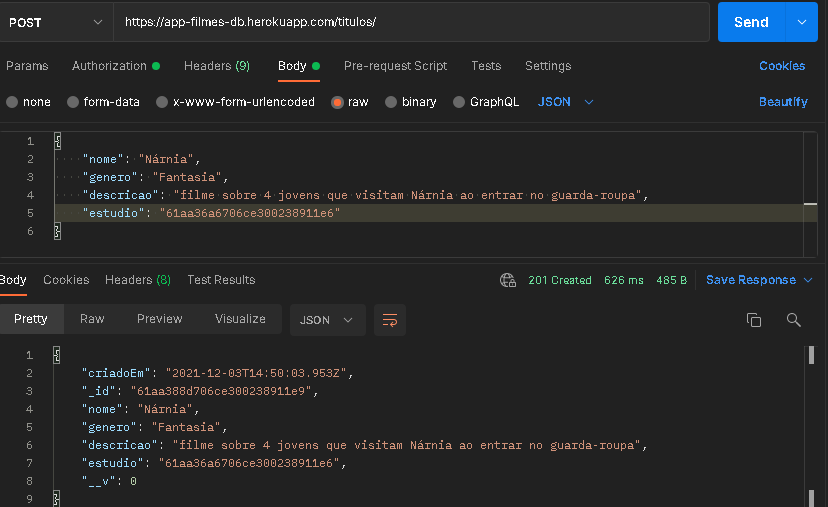 POST https://app-filmes-db.herokuapp.com/titulos/ Send
Params Authorization Headers (9) Body Pre-request Script Tests Settings Cookies
none form-data x-www-form-urlencoded raw binary GraphQL JSON Beautify
1 {
2 "nome": "Nárnia",
3 "genero": "Fantasia",
4 "descricao": "filme sobre 4 jovens que visitam Nárnia ao entrar no guarda-roupa",
5 "estudio": "61aa36a6706ce300238911e6"
6 }
Body Cookies Headers (8) Test Results 201 Created 626 ms 485 B Save Response
Pretty Raw Preview Visualize JSON
1 {
2 "criadoEm": "2021-12-03T14:50:03.953Z",
3 "_id": "61aa388d706ce300238911e9",
4 "nome": "Nárnia",
5 "genero": "Fantasia",
6 "descricao": "filme sobre 4 jovens que visitam Nárnia ao entrar no guarda-roupa",
7 "estudio": "61aa36a6706ce300238911e6",
8 "__v": 0
9 }